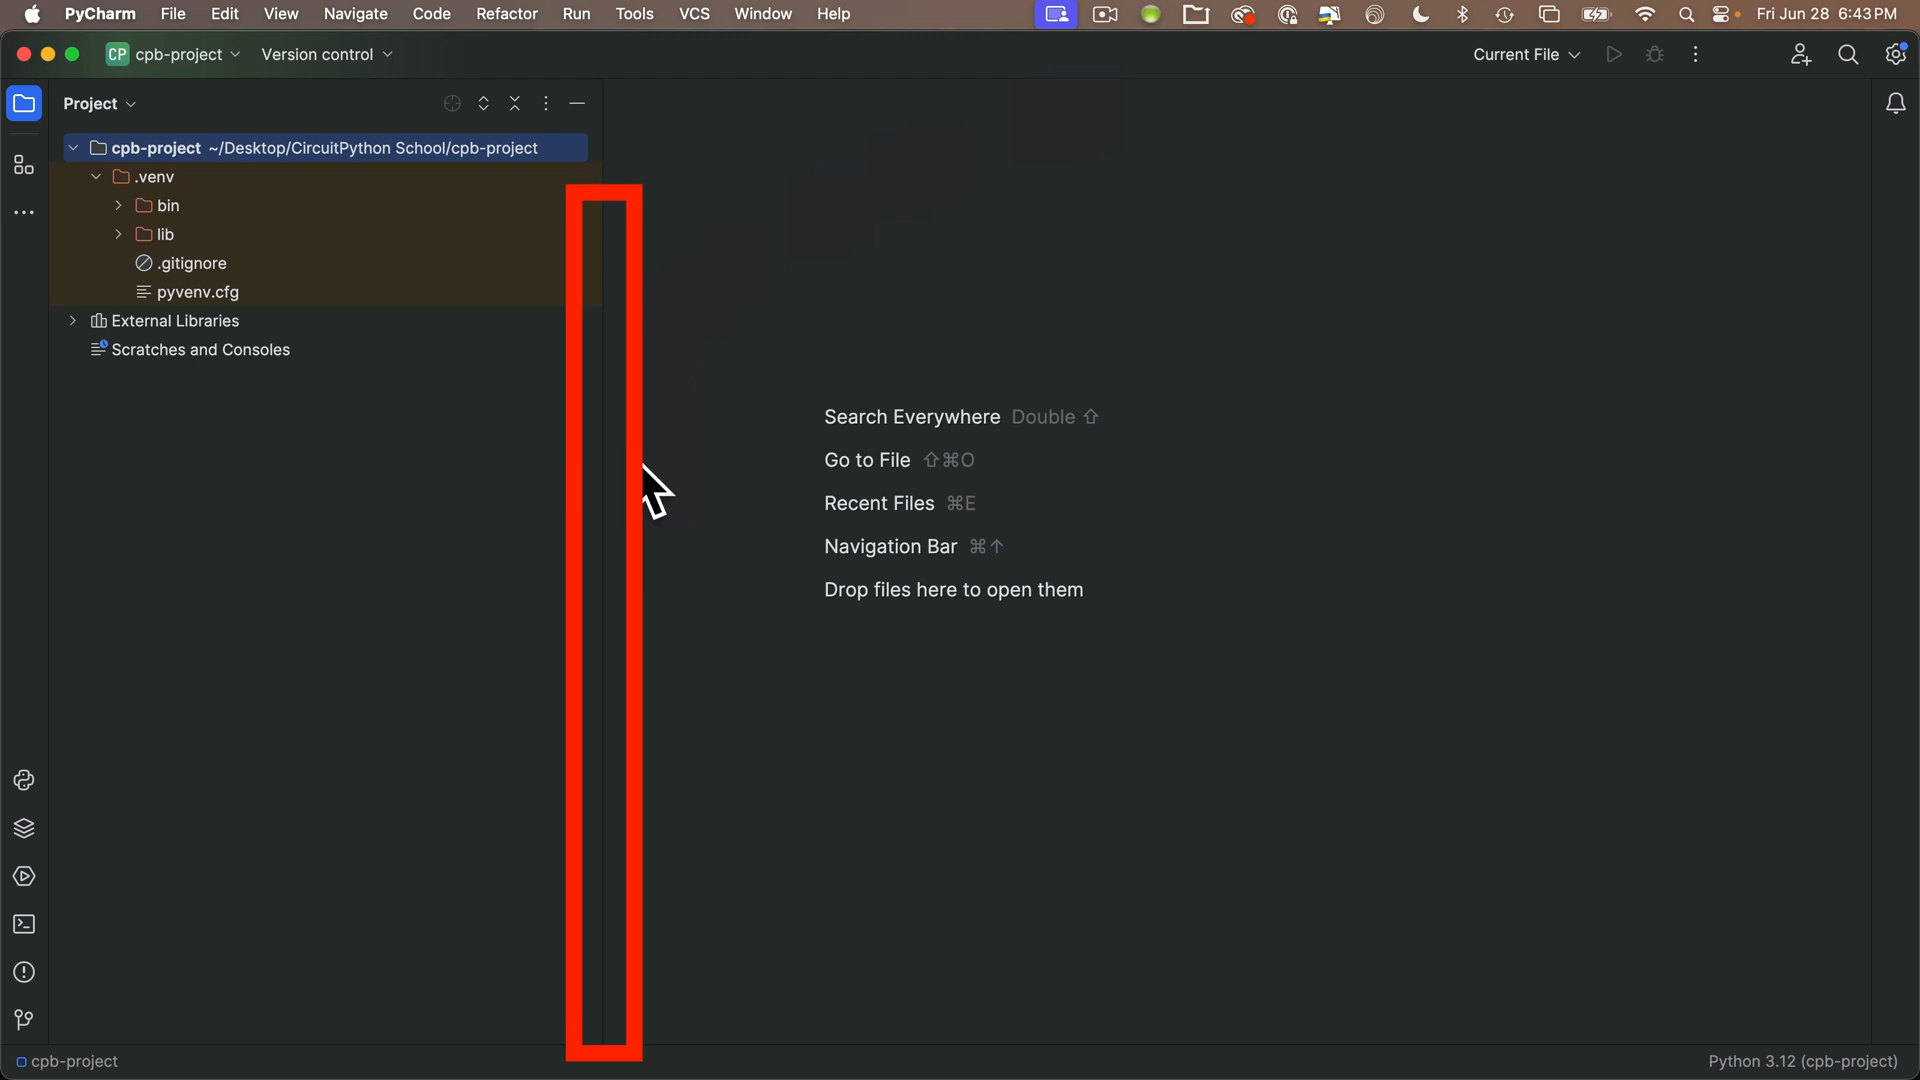 PyCharm File Edit View Navigate Code Refactor Run Tools VCS Window Help Fri Jun 28 6:43 PM
CP cpb-project Version control Current File
Project
cpb-project ~/Desktop/CircuitPython School/cpb-project
.venv
bin
lib
.gitignore
pyvenv.cfg
External Libraries
Scratches and Consoles
Search Everywhere Double ⇧
Go to File ⇧⌘O
Recent Files ⌘E
Navigation Bar ⌘↑
Drop files here to open them
cpb-project Python 3.12 (cpb-project)